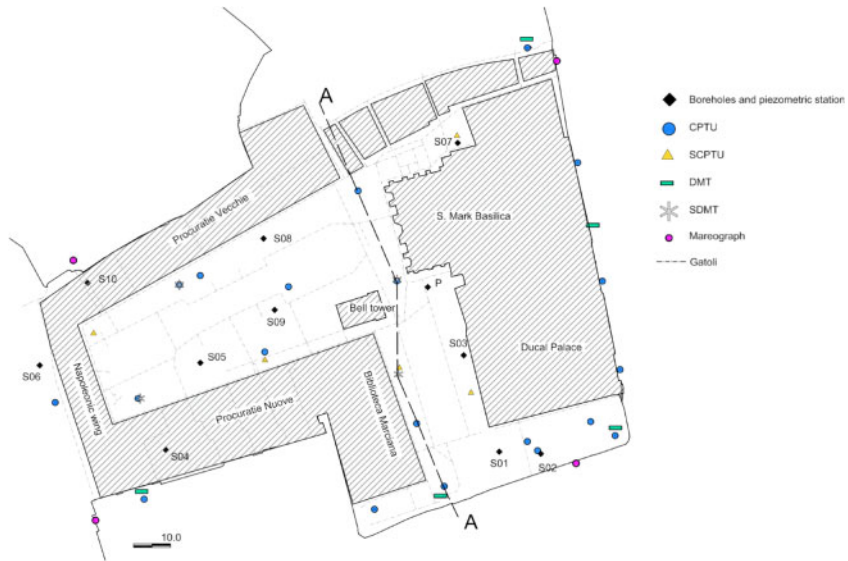 A
Boreholes and piezometric station
CPTU
S07
SCPTU
DMT
Procuratie Vecchie
S. Mark Basilica
SDMT
S08
Mareograph
Gatoli
S10
P
S09
Bell tower
Ducal Palace
S03
S05
S06
Napoleonic wing
Biblioteca Marciana
Procuratie Nuove
S04
S01
S02
A
10.0